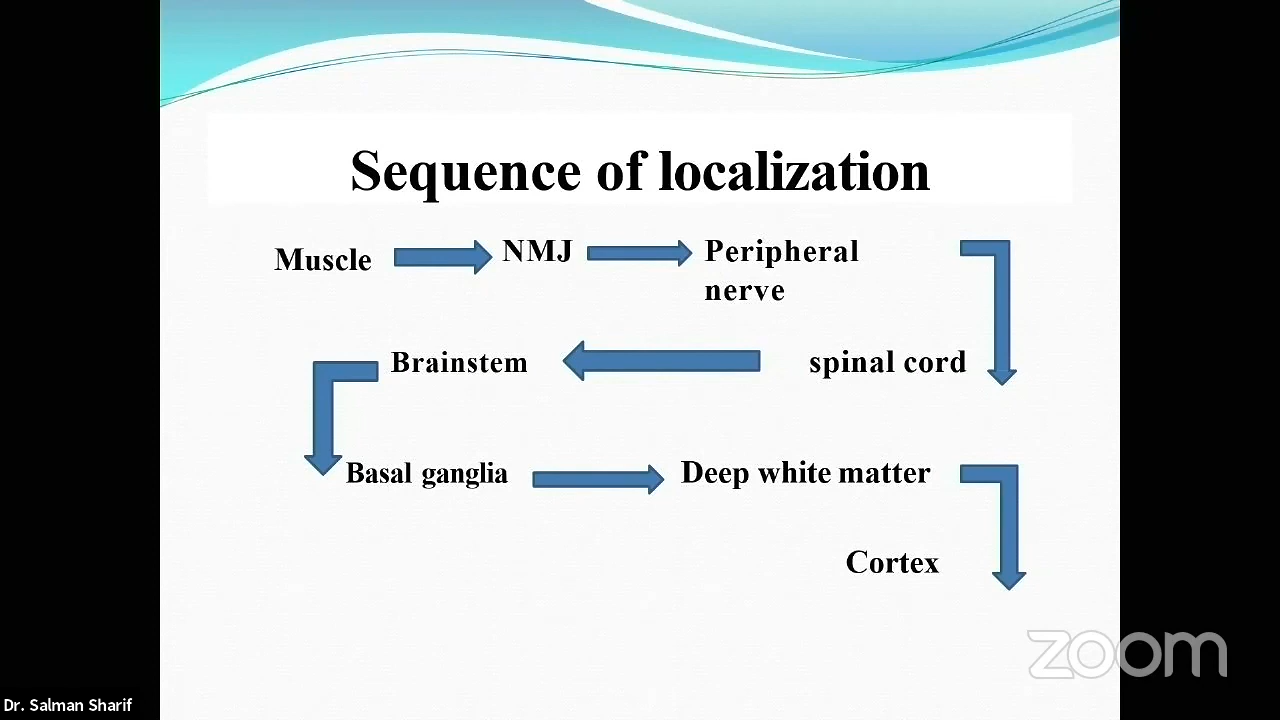 Sequence of localization
Muscle NMJ Peripheral
nerve
Brainstem spinal cord
Basal ganglia Deep white matter
Cortex
zoom
Dr. Salman Sharif